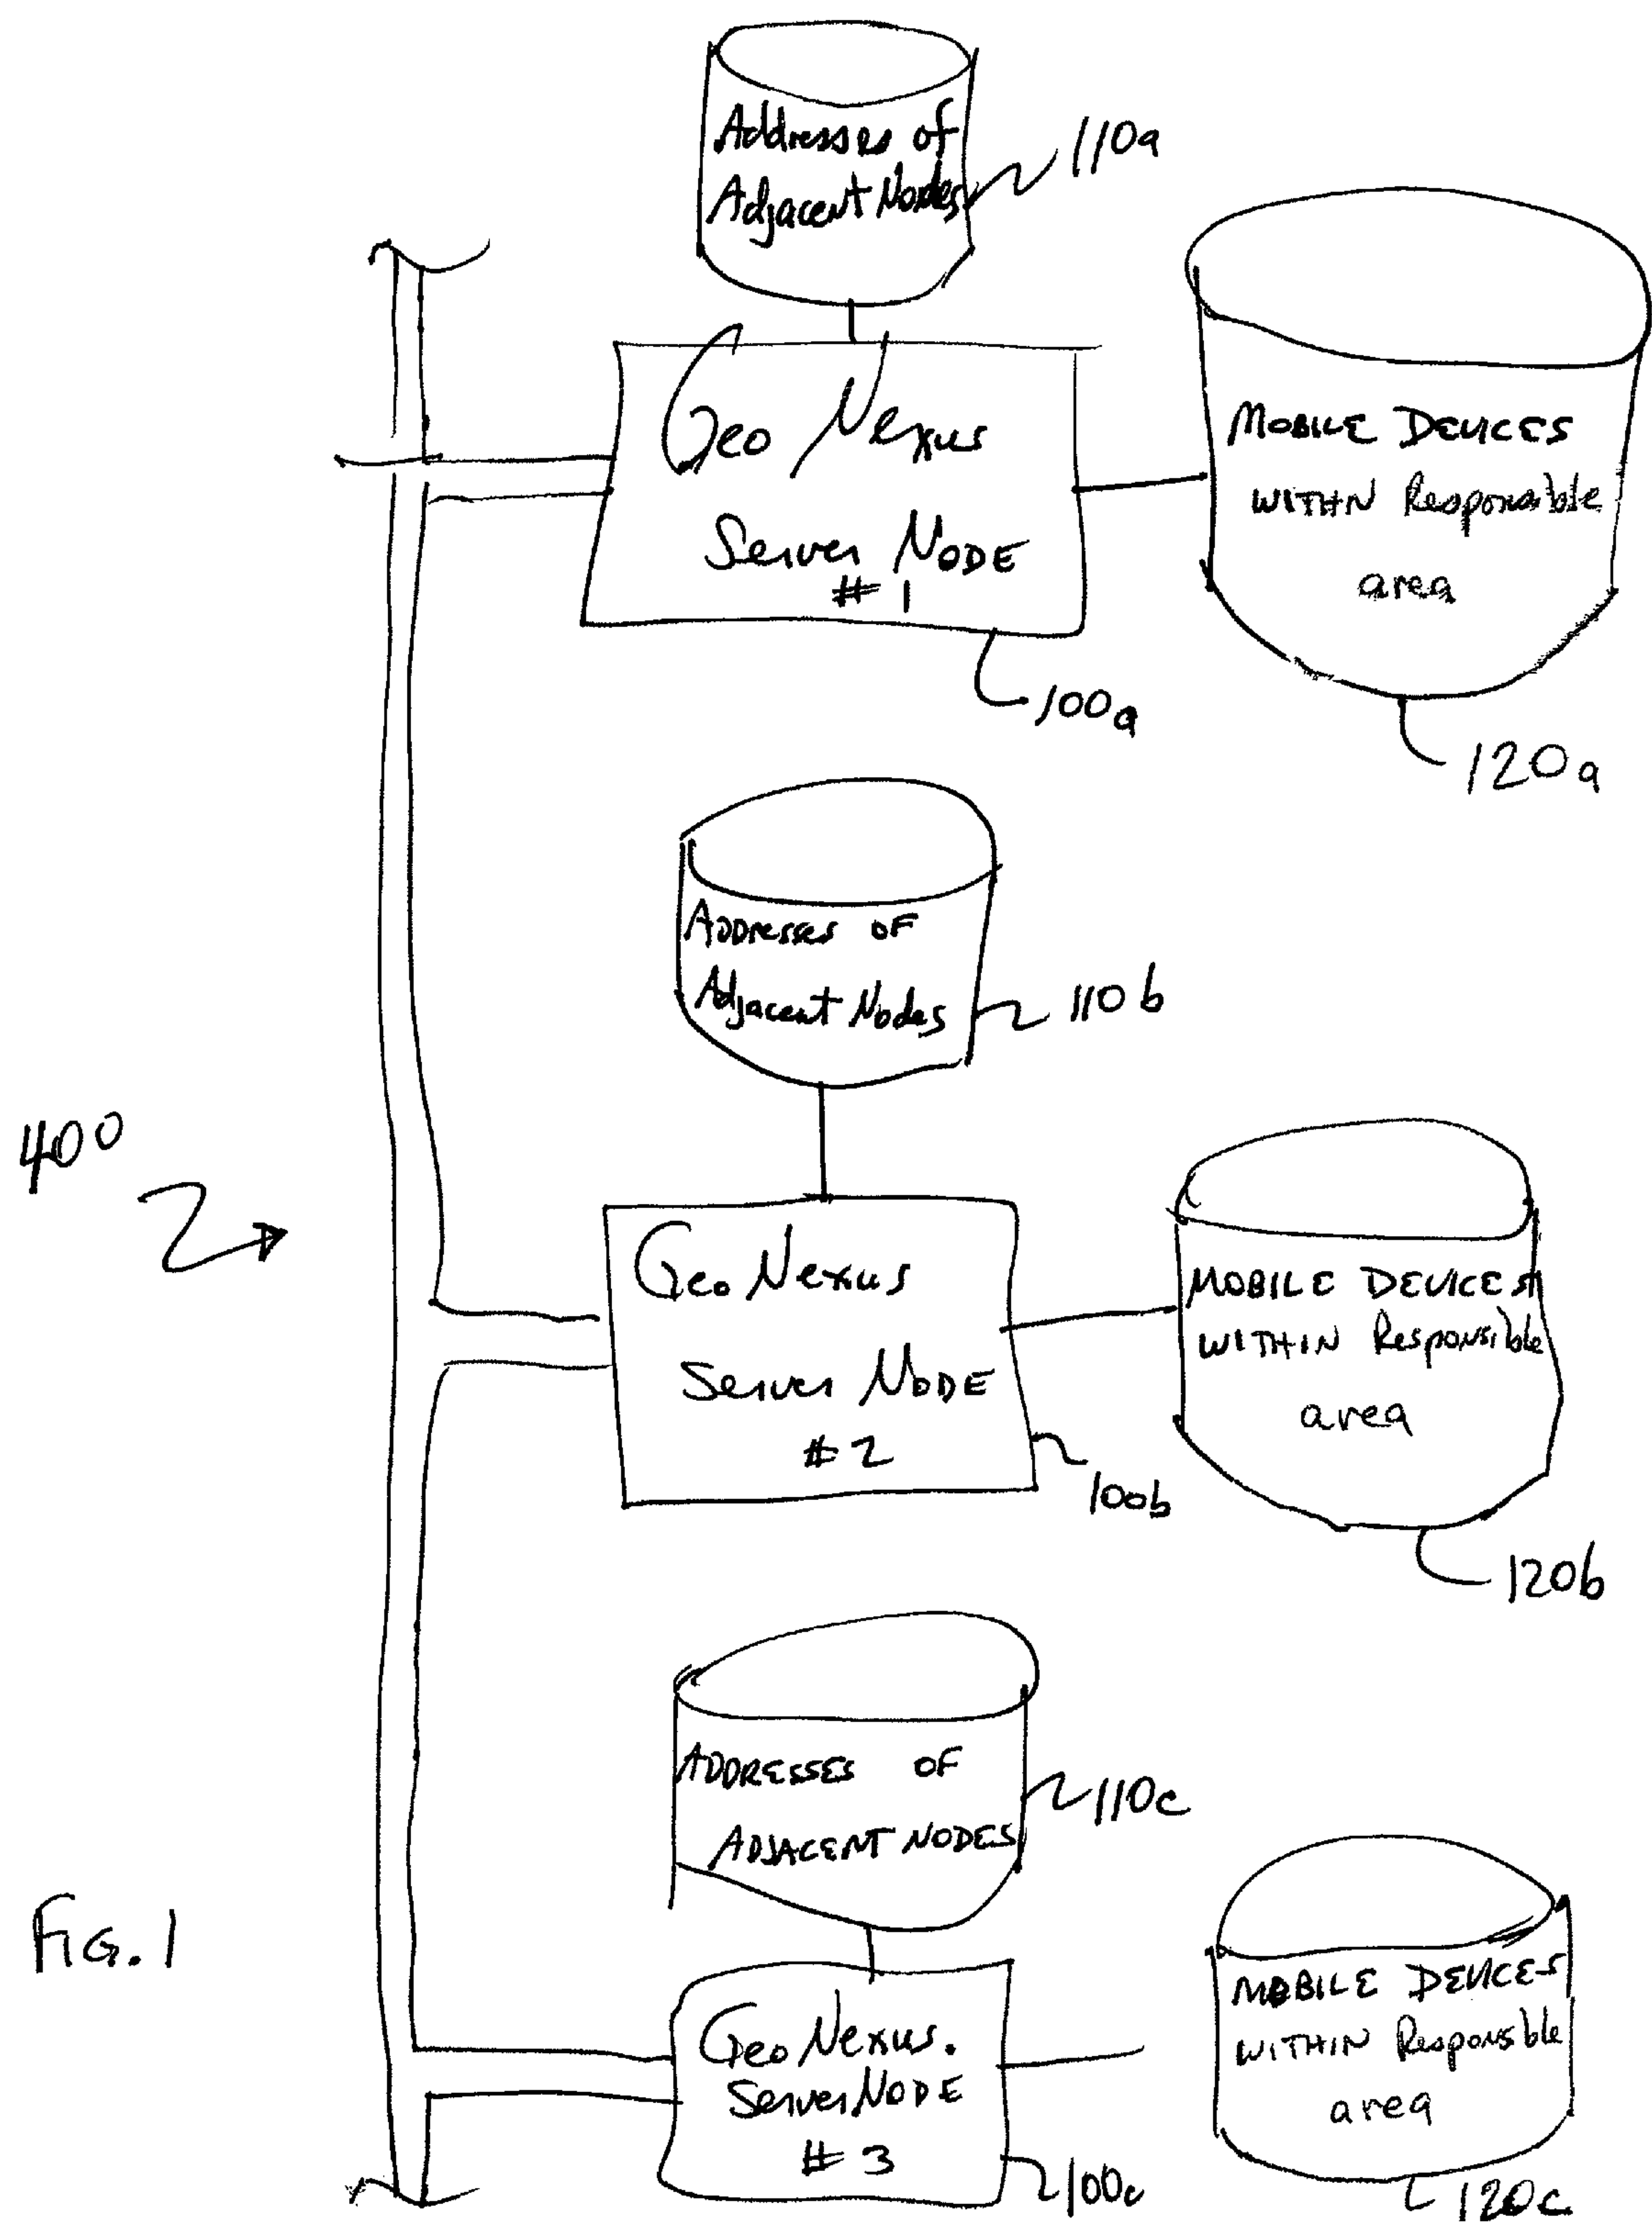 Addresses of
Adjacent Nodes
110a
Geo Nexus
Server NODE
# 1
100a
MOBILE DEVICES
WITHN Responsible
area
120a
ADDresses OF
Adjacent Nodes
110b
400
Geo Nexus
Server NODE
# 2
100b
MOBILE DEVICES
WITHIN Responsible
area
120b
ADDRESSES OF
ADJACENT NODES
110c
FIG. 1
Geo Nexus.
Server NODE
# 3
100c
MOBILE DEVICES
WITHIN Responsible
area
120c